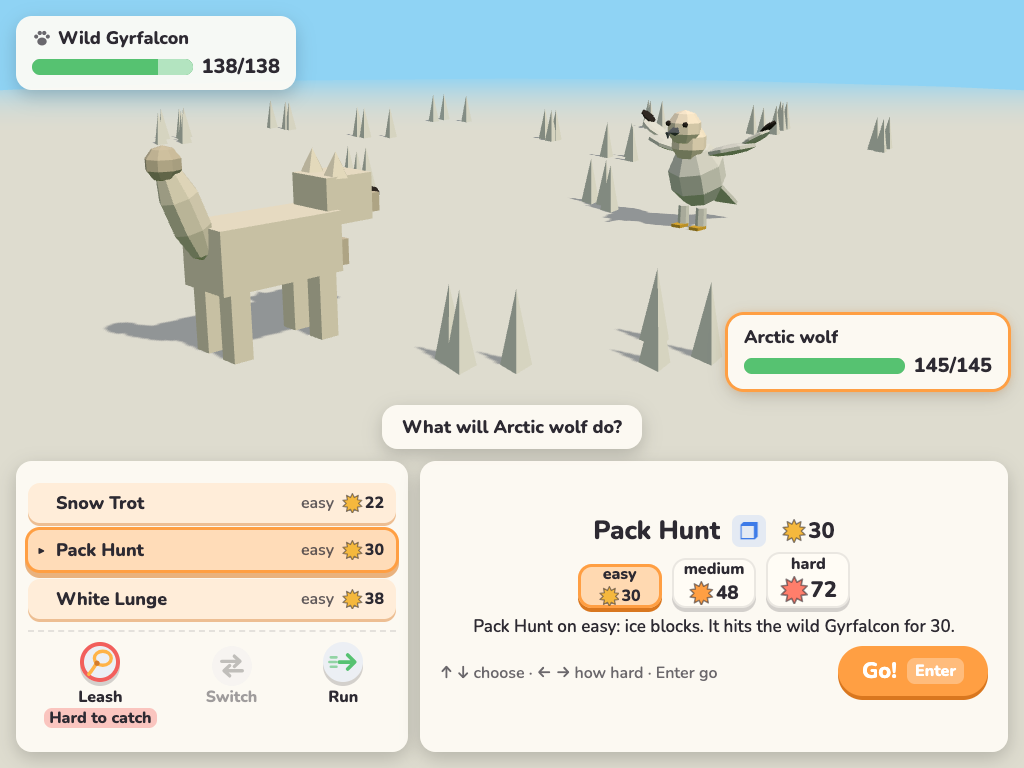 Wild Gyrfalcon
138/138
Arctic wolf
145/145
What will Arctic wolf do?
Snow Trot easy 22
Pack Hunt easy 30
White Lunge easy 38
Leash
Switch
Run
Hard to catch
Pack Hunt 30
easy
30
medium
48
hard
72
Pack Hunt on easy: ice blocks. It hits the wild Gyrfalcon for 30.
↑ ↓ choose · ← → how hard · Enter go
Go! Enter